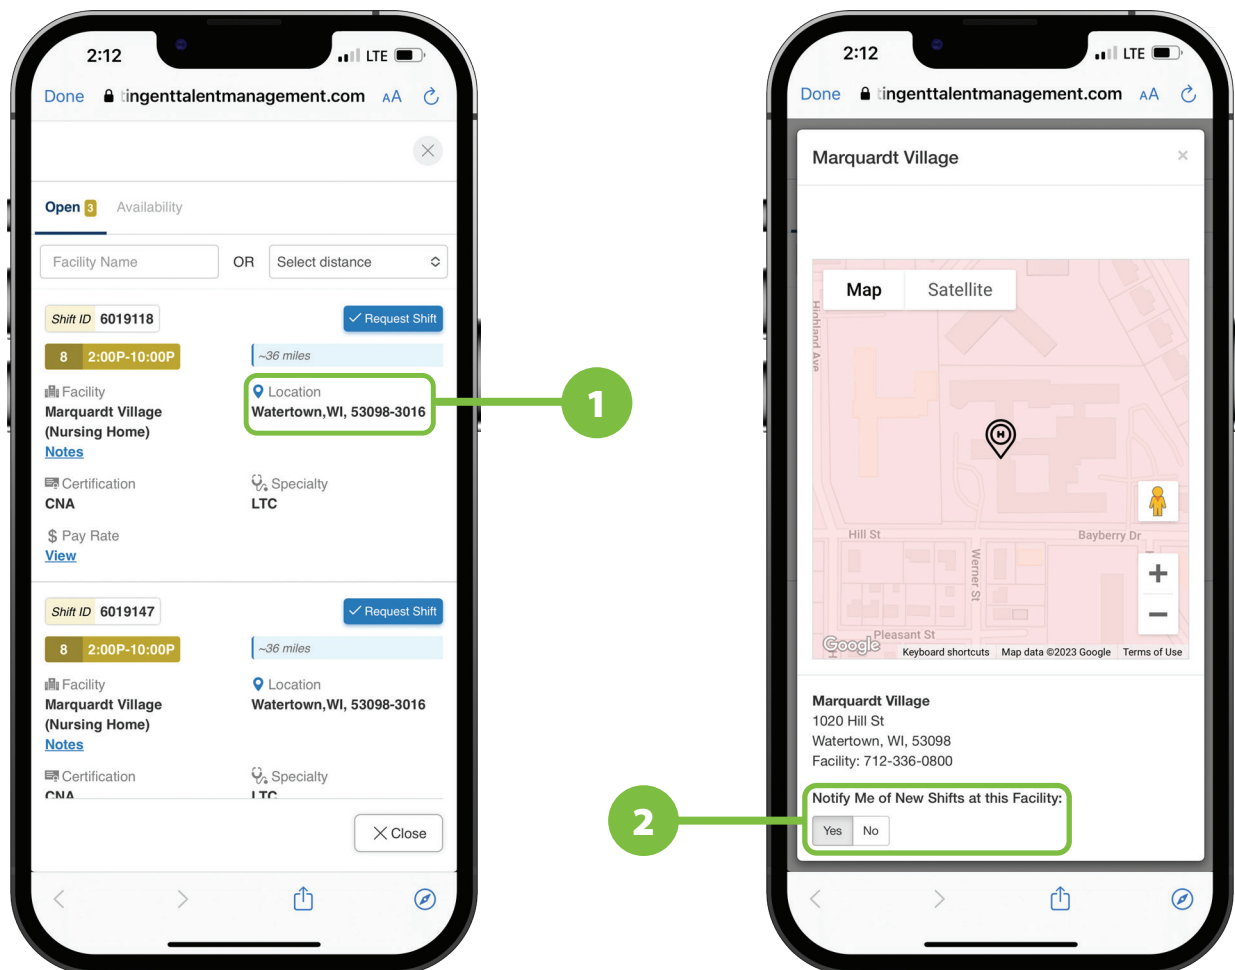 2:12
LTE
Done
tingenttalentmanagement.com
AA
Open 3
Availability
Facility Name
OR
Select distance
Shift ID 6019118
Request Shift
8 2:00P-10:00P
~36 miles
Facility
Location
Marquardt Village
Watertown,WI, 53098-3016
(Nursing Home)
Notes
Certification
Specialty
CNA
LTC
$ Pay Rate
View
Shift ID 6019147
Request Shift
8 2:00P-10:00P
~36 miles
Facility
Location
Marquardt Village
Watertown,WI, 53098-3016
(Nursing Home)
Notes
Certification
Specialty
CNA
LTC
Close
1
2
2:12
LTE
Done
tingenttalentmanagement.com
AA
Marquardt Village
Map
Satellite
Highland Ave
H
Hill St
Bayberry Dr
Werner St
Pleasant St
Google
Keyboard shortcuts
Map data ©2023 Google
Terms of Use
Marquardt Village
1020 Hill St
Watertown, WI, 53098
Facility: 712-336-0800
Notify Me of New Shifts at this Facility:
Yes
No